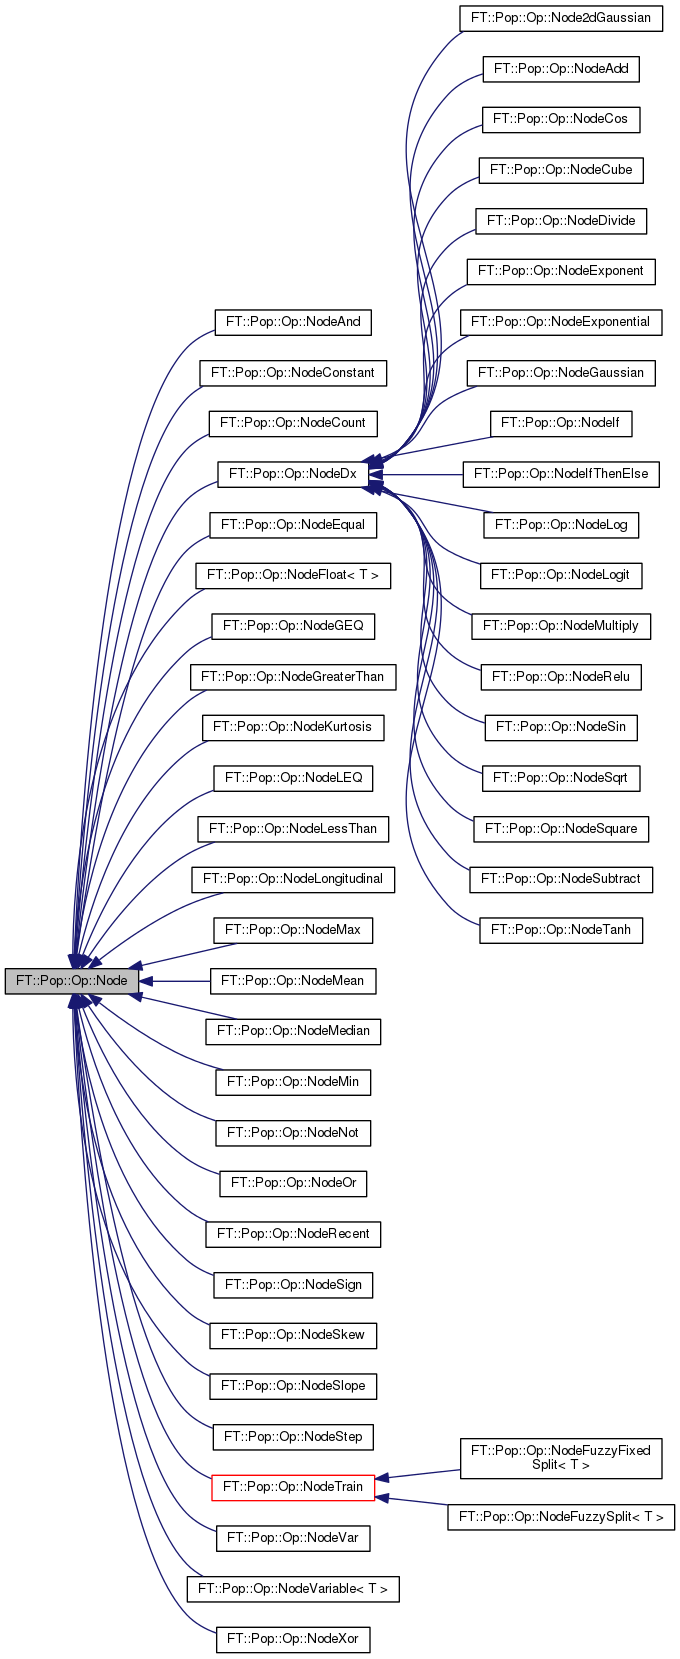 FT::Pop::Op::Node2dGaussian
FT::Pop::Op::NodeAdd
FT::Pop::Op::NodeCos
FT::Pop::Op::NodeCube
FT::Pop::Op::NodeDivide
FT::Pop::Op::NodeExponent
FT::Pop::Op::NodeAnd
FT::Pop::Op::NodeExponential
FT::Pop::Op::NodeConstant
FT::Pop::Op::NodeGaussian
FT::Pop::Op::NodeCount
FT::Pop::Op::NodeIf
FT::Pop::Op::NodeDx
FT::Pop::Op::NodeIfThenElse
FT::Pop::Op::NodeEqual
FT::Pop::Op::NodeLog
FT::Pop::Op::NodeFloat< T >
FT::Pop::Op::NodeLogit
FT::Pop::Op::NodeGEQ
FT::Pop::Op::NodeMultiply
FT::Pop::Op::NodeGreaterThan
FT::Pop::Op::NodeRelu
FT::Pop::Op::NodeKurtosis
FT::Pop::Op::NodeSin
FT::Pop::Op::NodeLEQ
FT::Pop::Op::NodeSqrt
FT::Pop::Op::NodeLessThan
FT::Pop::Op::NodeSquare
FT::Pop::Op::NodeLongitudinal
FT::Pop::Op::NodeSubtract
FT::Pop::Op::NodeMax
FT::Pop::Op::NodeTanh
FT::Pop::Op::Node
FT::Pop::Op::NodeMean
FT::Pop::Op::NodeMedian
FT::Pop::Op::NodeMin
FT::Pop::Op::NodeNot
FT::Pop::Op::NodeOr
FT::Pop::Op::NodeRecent
FT::Pop::Op::NodeSign
FT::Pop::Op::NodeSkew
FT::Pop::Op::NodeSlope
FT::Pop::Op::NodeStep
FT::Pop::Op::NodeFuzzyFixed
Split< T >
FT::Pop::Op::NodeTrain
FT::Pop::Op::NodeFuzzySplit< T >
FT::Pop::Op::NodeVar
FT::Pop::Op::NodeVariable< T >
FT::Pop::Op::NodeXor